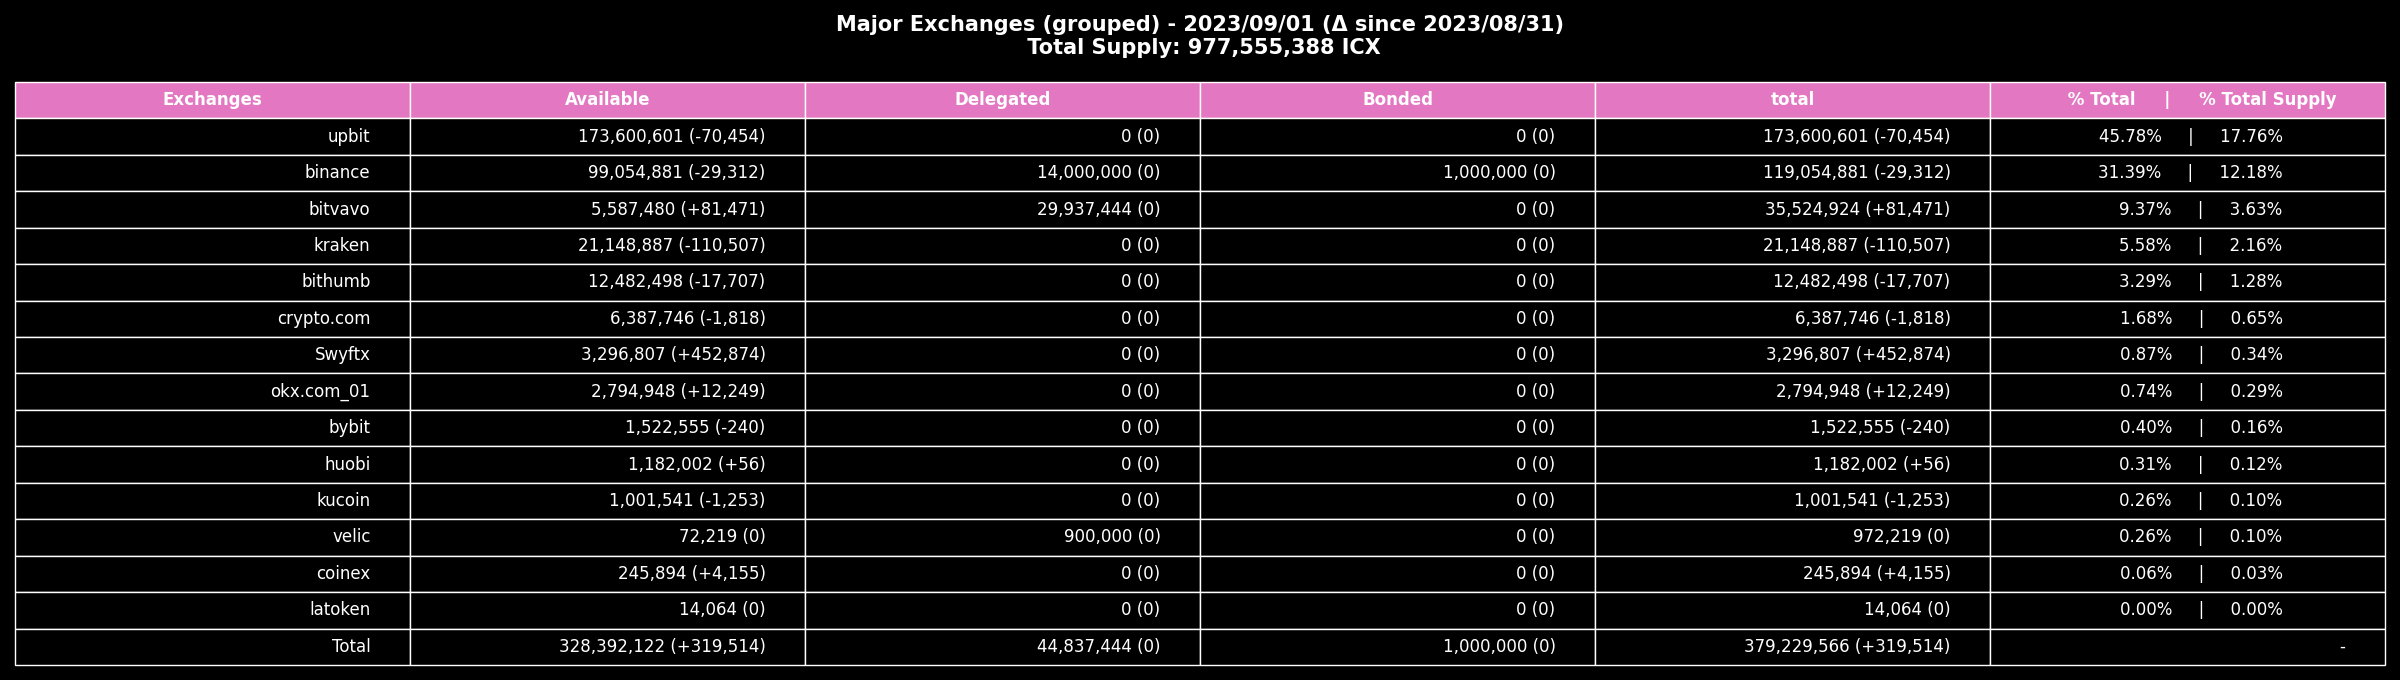 Major Exchanges (grouped) - 2023/09/01 (Δ since 2023/08/31)
Total Supply: 977,555,388 ICX
Exchanges Available Delegated Bonded total % Total | % Total Supply
upbit 173,600,601 (-70,454) 0 (0) 0 (0) 173,600,601 (-70,454) 45.78% | 17.76%
binance 99,054,881 (-29,312) 14,000,000 (0) 1,000,000 (0) 119,054,881 (-29,312) 31.39% | 12.18%
bitvavo 5,587,480 (+81,471) 29,937,444 (0) 0 (0) 35,524,924 (+81,471) 9.37% | 3.63%
kraken 21,148,887 (-110,507) 0 (0) 0 (0) 21,148,887 (-110,507) 5.58% | 2.16%
bithumb 12,482,498 (-17,707) 0 (0) 0 (0) 12,482,498 (-17,707) 3.29% | 1.28%
crypto.com 6,387,746 (-1,818) 0 (0) 0 (0) 6,387,746 (-1,818) 1.68% | 0.65%
Swyftx 3,296,807 (+452,874) 0 (0) 0 (0) 3,296,807 (+452,874) 0.87% | 0.34%
okx.com_01 2,794,948 (+12,249) 0 (0) 0 (0) 2,794,948 (+12,249) 0.74% | 0.29%
bybit 1,522,555 (-240) 0 (0) 0 (0) 1,522,555 (-240) 0.40% | 0.16%
huobi 1,182,002 (+56) 0 (0) 0 (0) 1,182,002 (+56) 0.31% | 0.12%
kucoin 1,001,541 (-1,253) 0 (0) 0 (0) 1,001,541 (-1,253) 0.26% | 0.10%
velic 72,219 (0) 900,000 (0) 0 (0) 972,219 (0) 0.26% | 0.10%
coinex 245,894 (+4,155) 0 (0) 0 (0) 245,894 (+4,155) 0.06% | 0.03%
latoken 14,064 (0) 0 (0) 0 (0) 14,064 (0) 0.00% | 0.00%
Total 328,392,122 (+319,514) 44,837,444 (0) 1,000,000 (0) 379,229,566 (+319,514) -